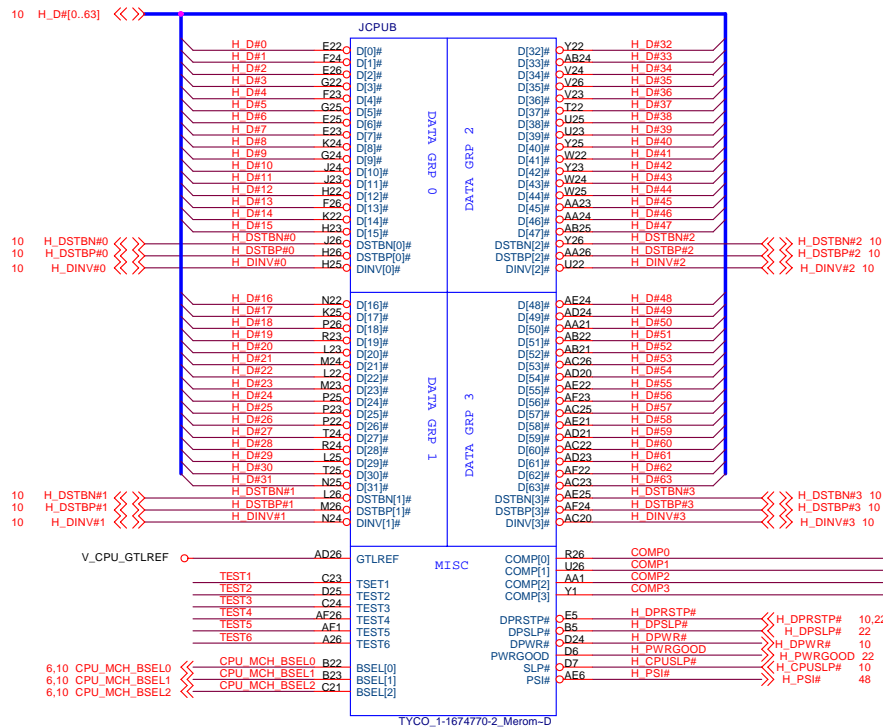 10 H_D#[0..63]
JCPUB
H_D#0 E22 D[0]# D[32]# Y22 H_D#32
H_D#1 F24 D[1]# D[33]# AB24 H_D#33
H_D#2 E26 D[2]# D[34]# V24 H_D#34
H_D#3 G22 D[3]# D[35]# V26 H_D#35
H_D#4 F23 D[4]# D[36]# V23 H_D#36
H_D#5 G25 D[5]# D[37]# T22 H_D#37
H_D#6 E25 D[6]# D[38]# U25 H_D#38
H_D#7 E23 D[7]# D[39]# U23 H_D#39
H_D#8 K24 D[8]# D[40]# Y25 H_D#40
H_D#9 G24 D[9]# D[41]# W22 H_D#41
H_D#10 J24 D[10]# D[42]# Y23 H_D#42
H_D#11 J23 D[11]# D[43]# W24 H_D#43
H_D#12 H22 D[12]# D[44]# W25 H_D#44
H_D#13 F26 D[13]# D[45]# AA23 H_D#45
H_D#14 K22 D[14]# D[46]# AA24 H_D#46
H_D#15 H23 D[15]# D[47]# AB25 H_D#47
10 H_DSTBN#0 H_DSTBN#0 J26 DSTBN[0]# DSTBN[2]# Y26 H_DSTBN#2 H_DSTBN#2 10
10 H_DSTBP#0 H_DSTBP#0 H26 DSTBP[0]# DSTBP[2]# AA26 H_DSTBP#2 H_DSTBP#2 10
10 H_DINV#0 H_DINV#0 H25 DINV[0]# DINV[2]# U22 H_DINV#2 H_DINV#2 10
DATA GRP 0
DATA GRP 2
H_D#16 N22 D[16]# D[48]# AE24 H_D#48
H_D#17 K25 D[17]# D[49]# AD24 H_D#49
H_D#18 P26 D[18]# D[50]# AA21 H_D#50
H_D#19 R23 D[19]# D[51]# AB22 H_D#51
H_D#20 L23 D[20]# D[52]# AB21 H_D#52
H_D#21 M24 D[21]# D[53]# AC26 H_D#53
H_D#22 L22 D[22]# D[54]# AD20 H_D#54
H_D#23 M23 D[23]# D[55]# AE22 H_D#55
H_D#24 P25 D[24]# D[56]# AF23 H_D#56
H_D#25 P23 D[25]# D[57]# AC25 H_D#57
H_D#26 P22 D[26]# D[58]# AE21 H_D#58
H_D#27 T24 D[27]# D[59]# AD21 H_D#59
H_D#28 R24 D[28]# D[60]# AC22 H_D#60
H_D#29 L25 D[29]# D[61]# AD23 H_D#61
H_D#30 T25 D[30]# D[62]# AF22 H_D#62
H_D#31 N25 D[31]# D[63]# AC23 H_D#63
10 H_DSTBN#1 H_DSTBN#1 L26 DSTBN[1]# DSTBN[3]# AE25 H_DSTBN#3 H_DSTBN#3 10
10 H_DSTBP#1 H_DSTBP#1 M26 DSTBP[1]# DSTBP[3]# AF24 H_DSTBP#3 H_DSTBP#3 10
10 H_DINV#1 H_DINV#1 N24 DINV[1]# DINV[3]# AC20 H_DINV#3 H_DINV#3 10
DATA GRP 1
DATA GRP 3
V_CPU_GTLREF AD26 GTLREF COMP[0] R26 COMP0
MISC
COMP[1] U26 COMP1
TEST1 C23 TSET1 COMP[2] AA1 COMP2
TEST2 D25 TEST2 COMP[3] Y1 COMP3
TEST3 C24 TEST3
TEST4 AF26 TEST4 DPRSTP# E5 H_DPRSTP# H_DPRSTP# 10,22
TEST5 AF1 TEST5 DPSLP# B5 H_DPSLP# H_DPSLP# 22
TEST6 A26 TEST6 DPWR# D24 H_DPWR# H_DPWR# 10
PWRGOOD D6 H_PWRGOOD H_PWRGOOD 22
6,10 CPU_MCH_BSEL0 CPU_MCH_BSEL0 B22 BSEL[0] SLP# D7 H_CPUSLP# H_CPUSLP# 10
6,10 CPU_MCH_BSEL1 CPU_MCH_BSEL1 B23 BSEL[1] PSI# AE6 H_PSI# H_PSI# 48
6,10 CPU_MCH_BSEL2 CPU_MCH_BSEL2 C21 BSEL[2]
TYCO_1-1674770-2_Merom~D